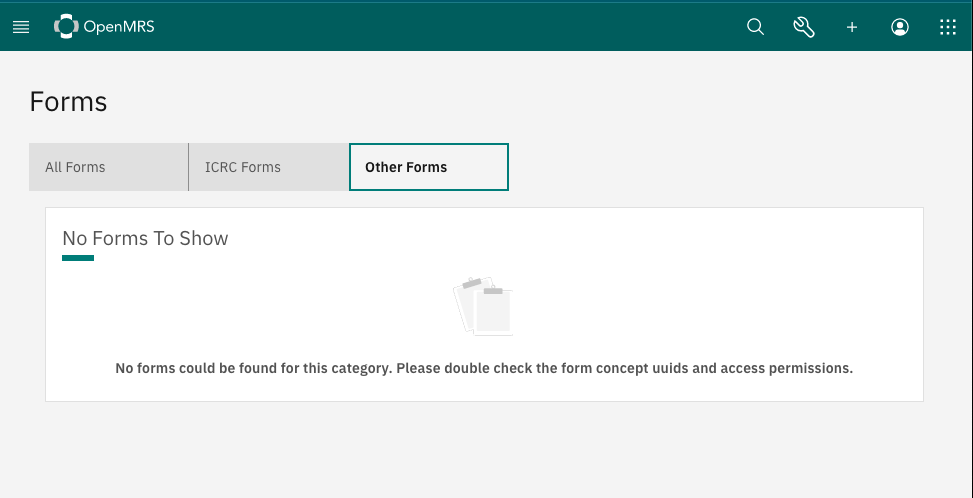 OpenMRS
Forms
All Forms
ICRC Forms
Other Forms
No Forms To Show
No forms could be found for this category. Please double check the form concept uuids and access permissions.